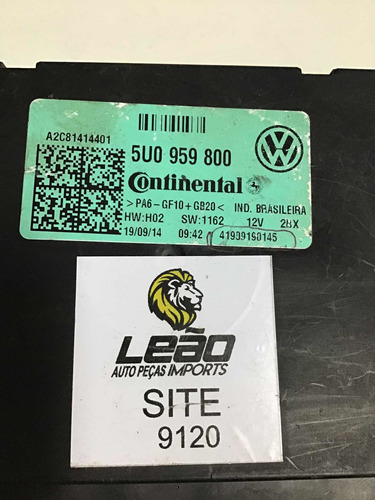 A2C81414401
5U0 959 800
Continental
>PA6-GF10+GB20< IND. BRASILEIRA
HW:H02 SW:1162 12V 2BX
19/09/14 09:42 41909190145
LEÃO
AUTO PEÇAS IMPORTS
SITE
9120